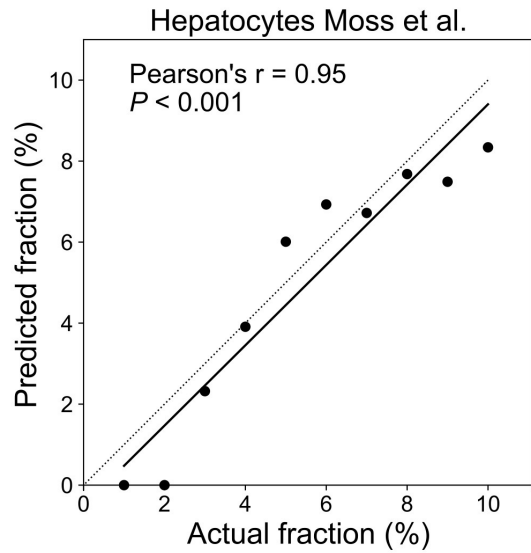 Hepatocytes Moss et al.
Pearson's r = 0.95
P < 0.001
Predicted fraction (%)
10
8
6
4
2
0
0 2 4 6 8 10
Actual fraction (%)